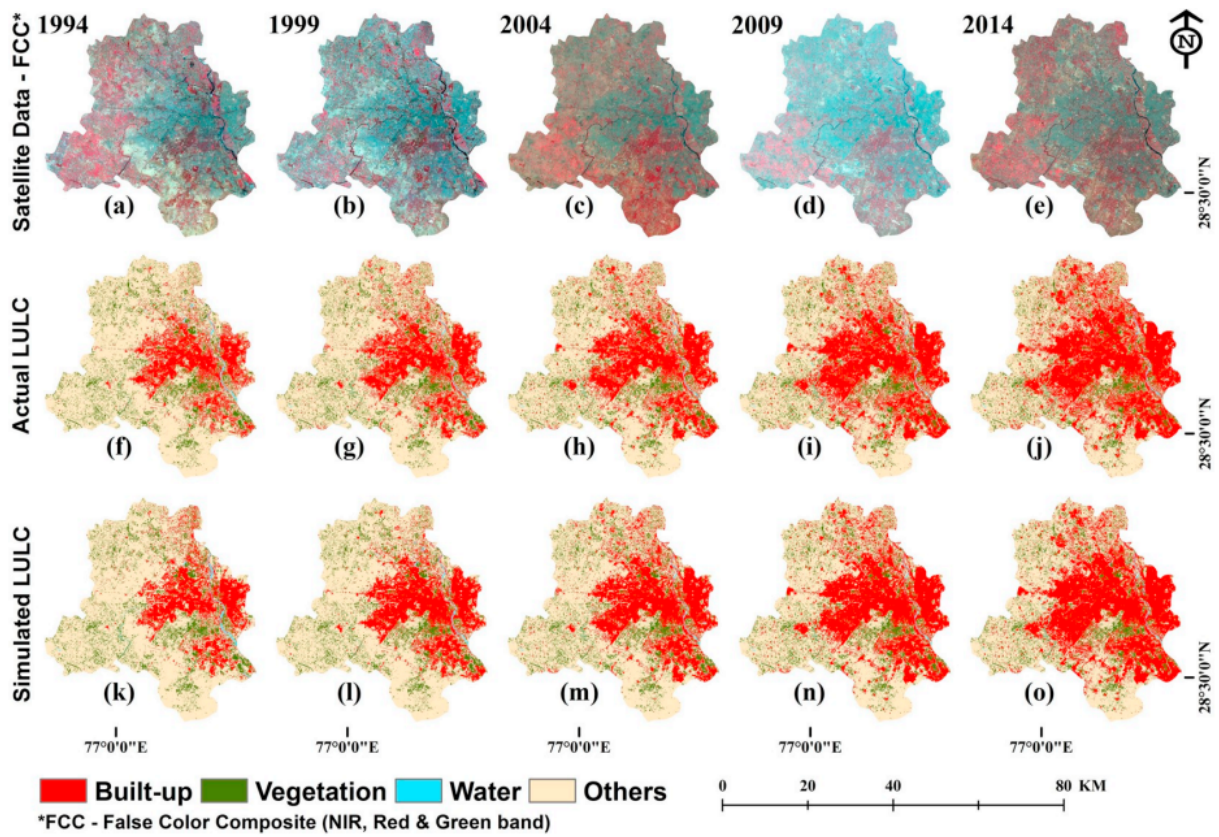 1994 1999 2004 2009 2014 N
Satellite Data - FCC*
(a) (b) (c) (d) (e)
28°30'0"N
Actual LULC
(f) (g) (h) (i) (j)
28°30'0"N
Simulated LULC
(k) (l) (m) (n) (o)
28°30'0"N
77°0'0"E 77°0'0"E 77°0'0"E 77°0'0"E 77°0'0"E
Built-up Vegetation Water Others
0 20 40 60 80 KM
*FCC - False Color Composite (NIR, Red & Green band)